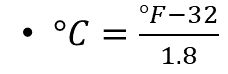 • °C = °F−32 / 1.8